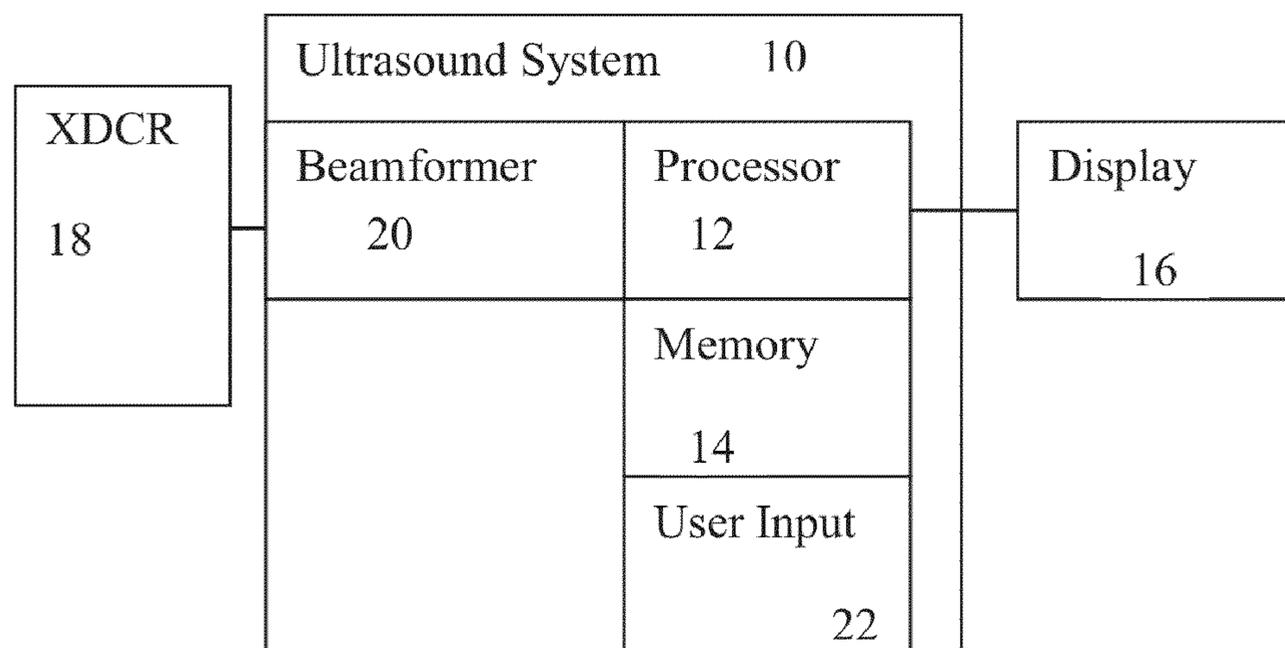 Ultrasound System 10
XDCR
18
Beamformer
20
Processor
12
Display
16
Memory
14
User Input
22